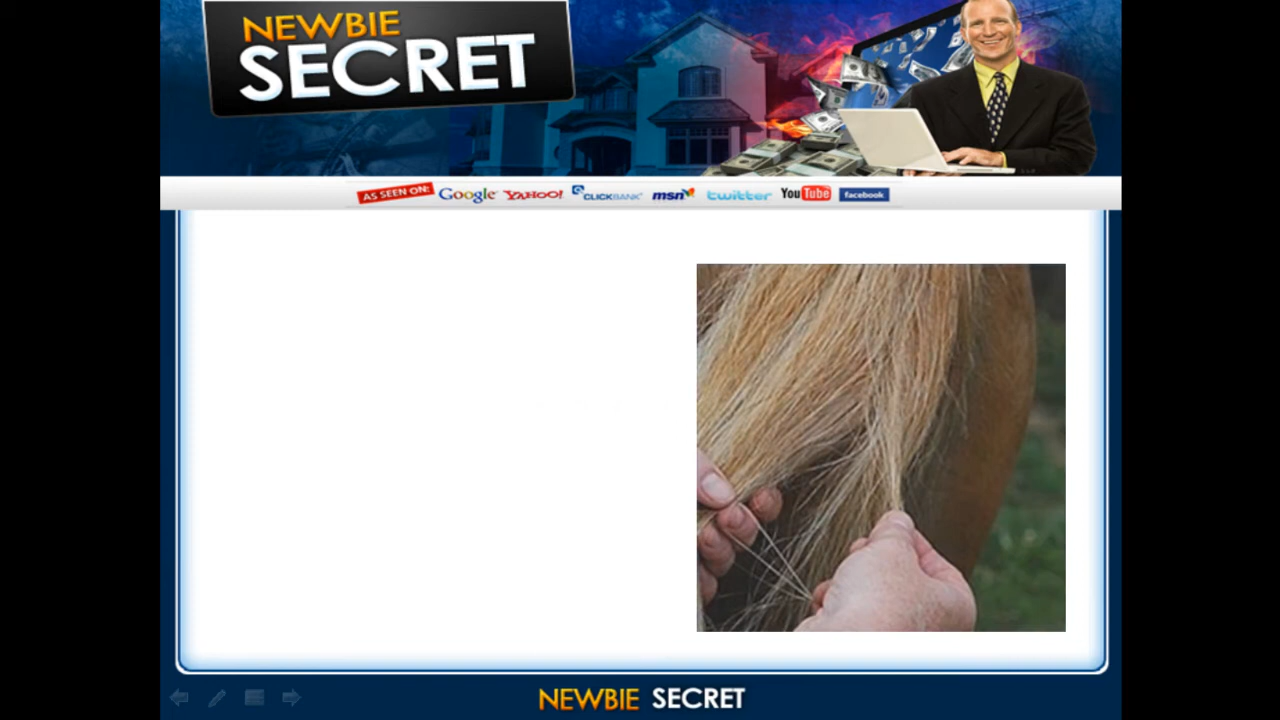 NEWBIE
SECRET
AS SEEN ON: Google YAHOO! CLICKBANK msn twitter YouTube facebook
NEWBIE SECRET